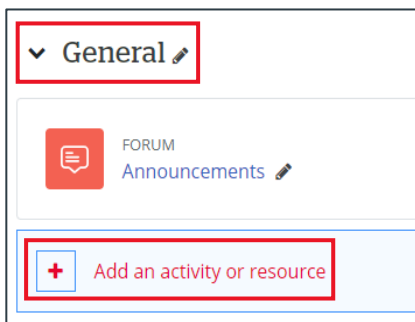 General
FORUM
Announcements
Add an activity or resource